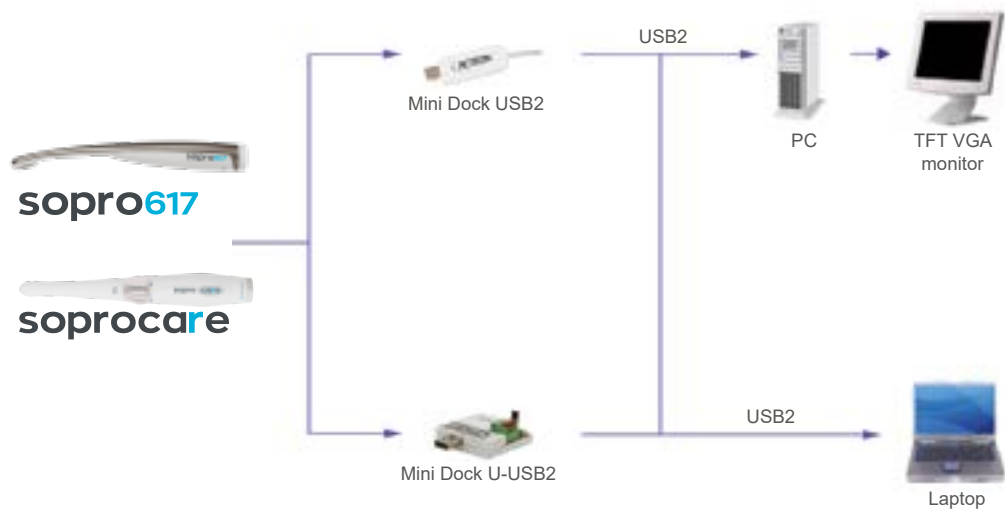 USB2
Mini Dock USB2
PC
TFT VGA
monitor
sopro617
soprocare
USB2
Mini Dock U-USB2
Laptop